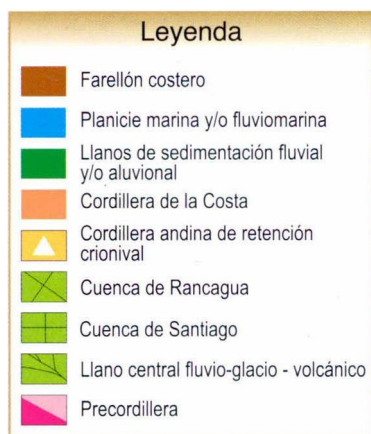 Leyenda
Farellón costero
Planicie marina y/o fluviomarina
Llanos de sedimentación fluvial
y/o aluvional
Cordillera de la Costa
Cordillera andina de retención
crionival
Cuenca de Rancagua
Cuenca de Santiago
Llano central fluvio-glacio - volcánico
Precordillera